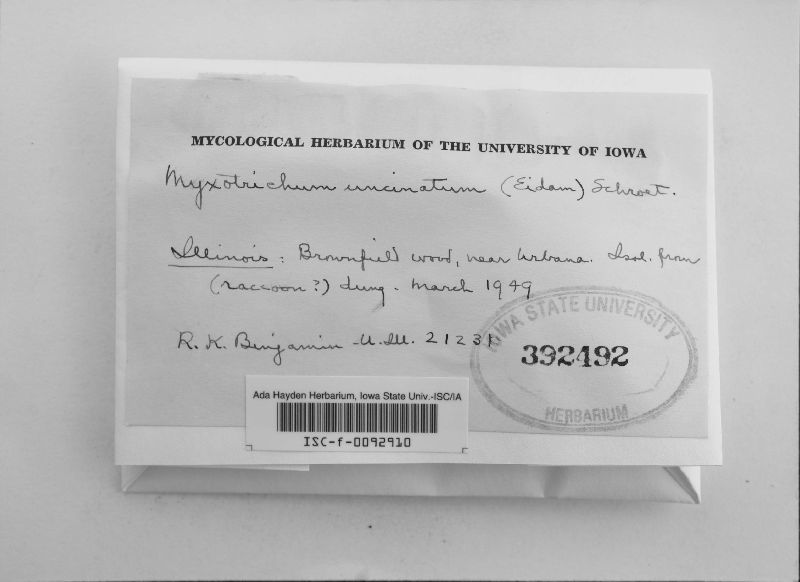 MYCOLOGICAL HERBARIUM OF THE UNIVERSITY OF IOWA
Myxotrichum uncinatum (Eidam) Schroet.
Illinois: Brownfield wood, near Urbana. Isol. from
(raccoon?) dung. March 1949
R. K. Benjamin U. Ill. 21231
IOWA STATE UNIVERSITY
392492
HERBARIUM
Ada Hayden Herbarium, Iowa State Univ.-ISC/IA
ISC-f-0092910